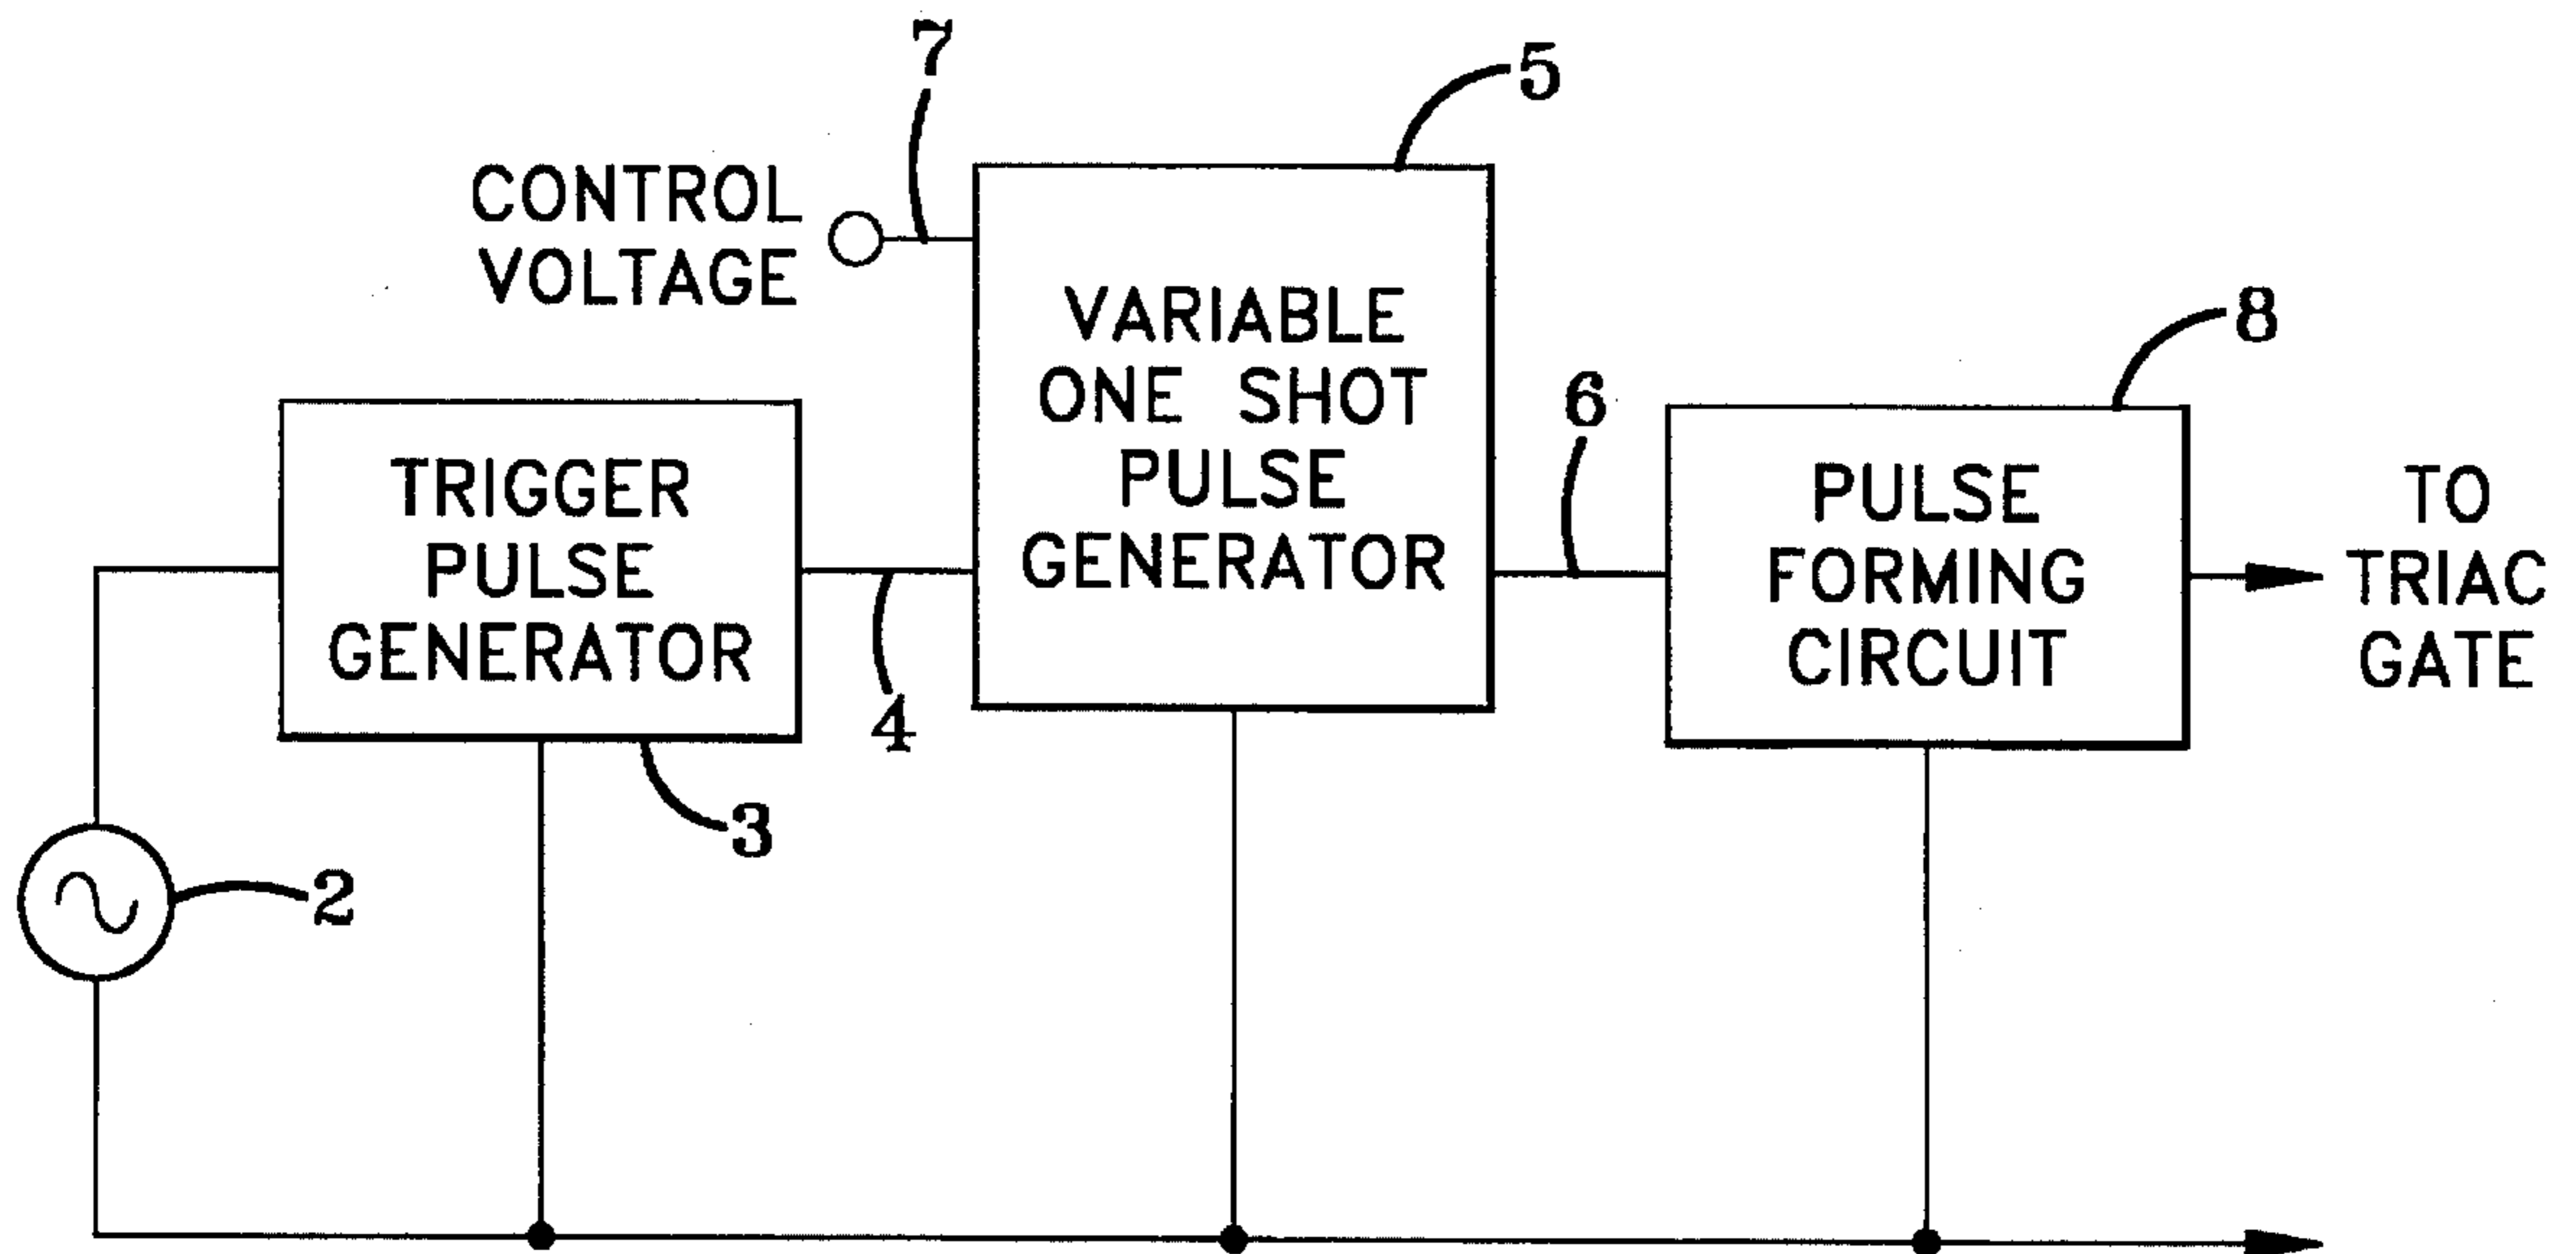 7
5
CONTROL
VOLTAGE
VARIABLE
ONE SHOT
PULSE
GENERATOR
8
6
TRIGGER
PULSE
GENERATOR
PULSE
FORMING
CIRCUIT
TO
TRIAC
GATE
4
3
2